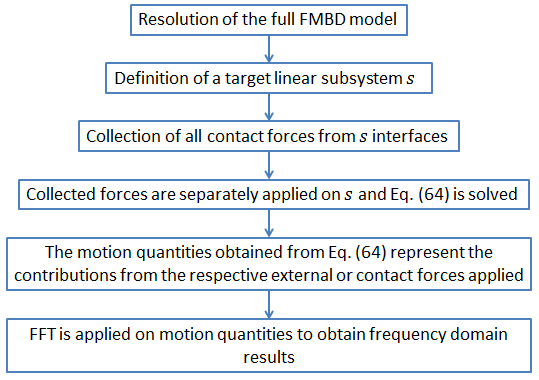 Resolution of the full FMBD model
Definition of a target linear subsystem s
Collection of all contact forces from s interfaces
Collected forces are separately applied on s and Eq. (64) is solved
The motion quantities obtained from Eq. (64) represent the
contributions from the respective external or contact forces applied
FFT is applied on motion quantities to obtain frequency domain
results